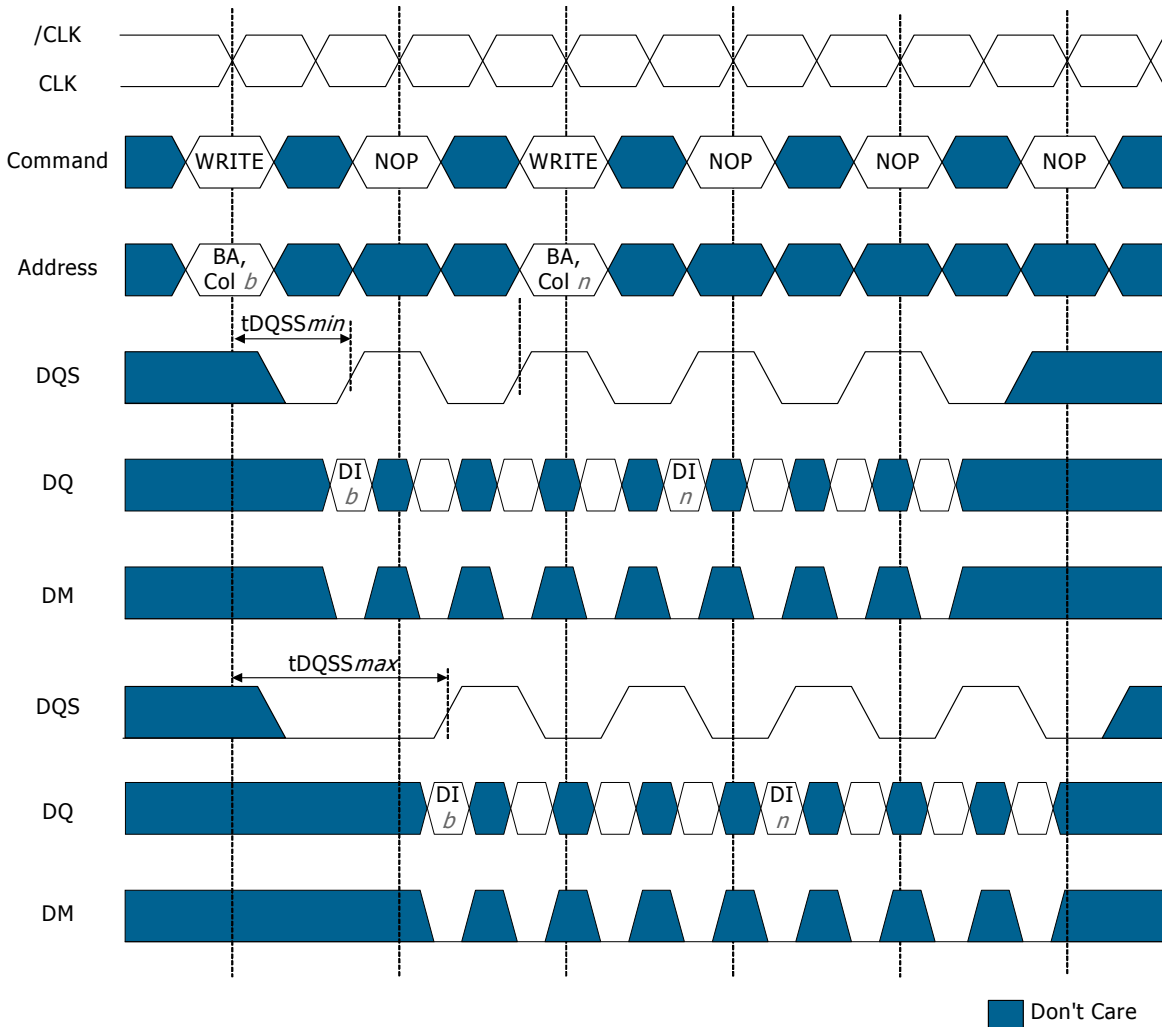 /CLK
CLK
Command
WRITE
NOP
WRITE
NOP
NOP
NOP
Address
BA,
Col b
BA,
Col n
tDQSSmin
DQS
DQ
DI
b
DI
n
DM
tDQSSmax
DQS
DQ
DI
b
DI
n
DM
Don't Care